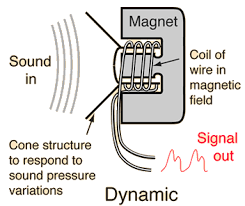 Magnet
Sound
in
Coil of
wire in
magnetic
field
Cone structure
to respond to
sound pressure
variations
Signal
out
Dynamic